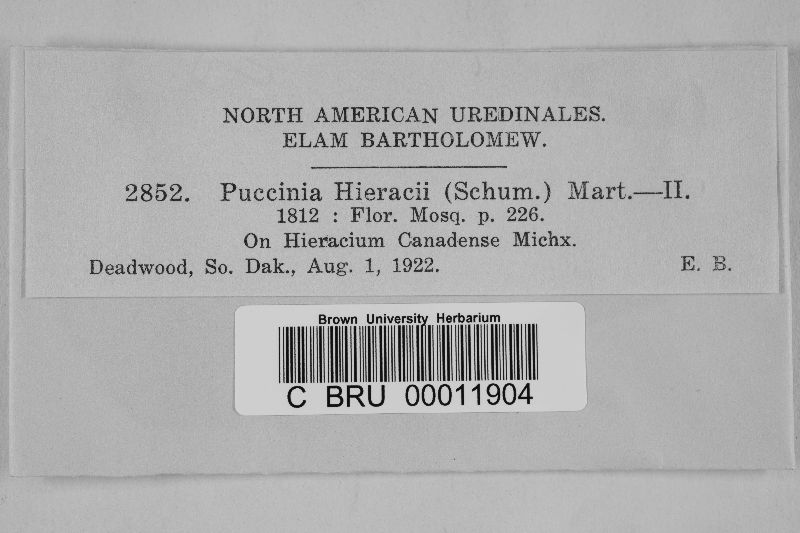 NORTH AMERICAN UREDINALES.
ELAM BARTHOLOMEW.
2852. Puccinia Hieracii (Schum.) Mart.—II.
1812 : Flor. Mosq. p. 226.
On Hieracium Canadense Michx.
Deadwood, So. Dak., Aug. 1, 1922. E. B.
Brown University Herbarium
C BRU 00011904